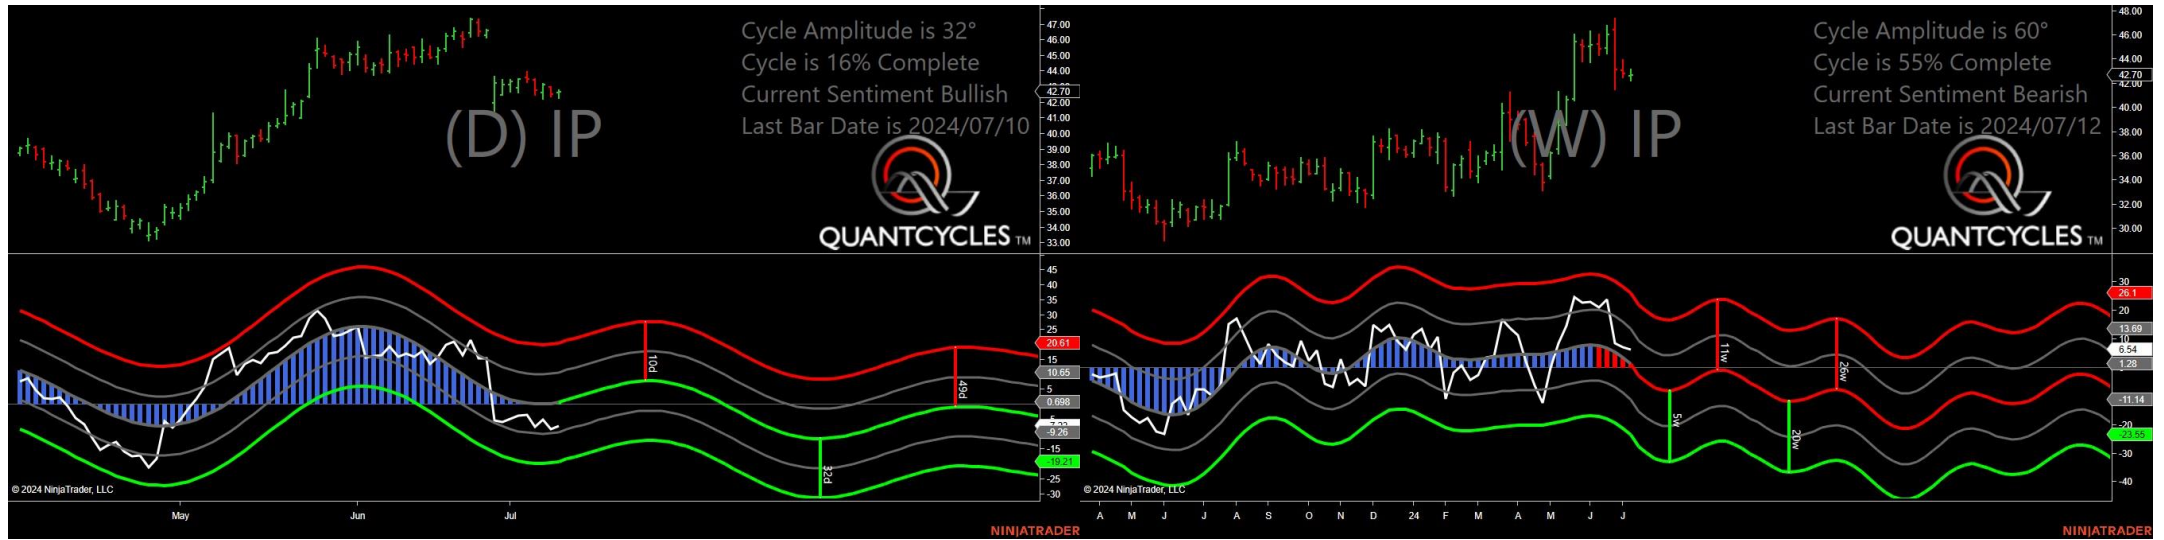 Cycle Amplitude is 32°
Cycle is 16% Complete
Current Sentiment Bullish
Last Bar Date is 2024/07/10
(D) IP
QUANTCYCLES TM
47.00
46.00
45.00
44.00
42.70
42.00
41.00
40.00
39.00
38.00
37.00
36.00
35.00
34.00
33.00
45
40
35
30
25
20.61
15
10.65
5
0.698
-9.26
-15
-19.21
-25
-30
10d
32d
49d
© 2024 NinjaTrader, LLC
May
Jun
Jul
NINJATRADER
Cycle Amplitude is 60°
Cycle is 55% Complete
Current Sentiment Bearish
Last Bar Date is 2024/07/12
(W) IP
QUANTCYCLES TM
48.00
46.00
44.00
42.70
42.00
40.00
38.00
36.00
34.00
32.00
30.00
30
26.1
20
13.69
10
6.54
1.28
-11.14
-20
-23.55
-30
-40
5w
11w
20w
26w
© 2024 NinjaTrader, LLC
A M J J A S O N D 24 F M A M J J
NINJATRADER